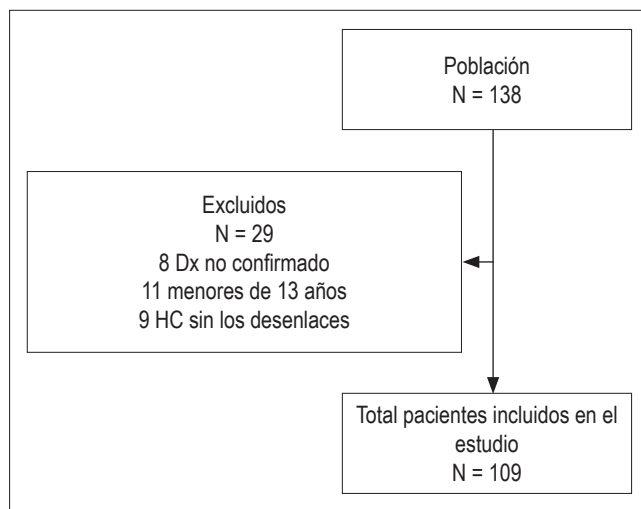 Población
N = 138
Excluidos
N = 29
8 Dx no confirmado
11 menores de 13 años
9 HC sin los desenlaces
Total pacientes incluidos en el
estudio
N = 109